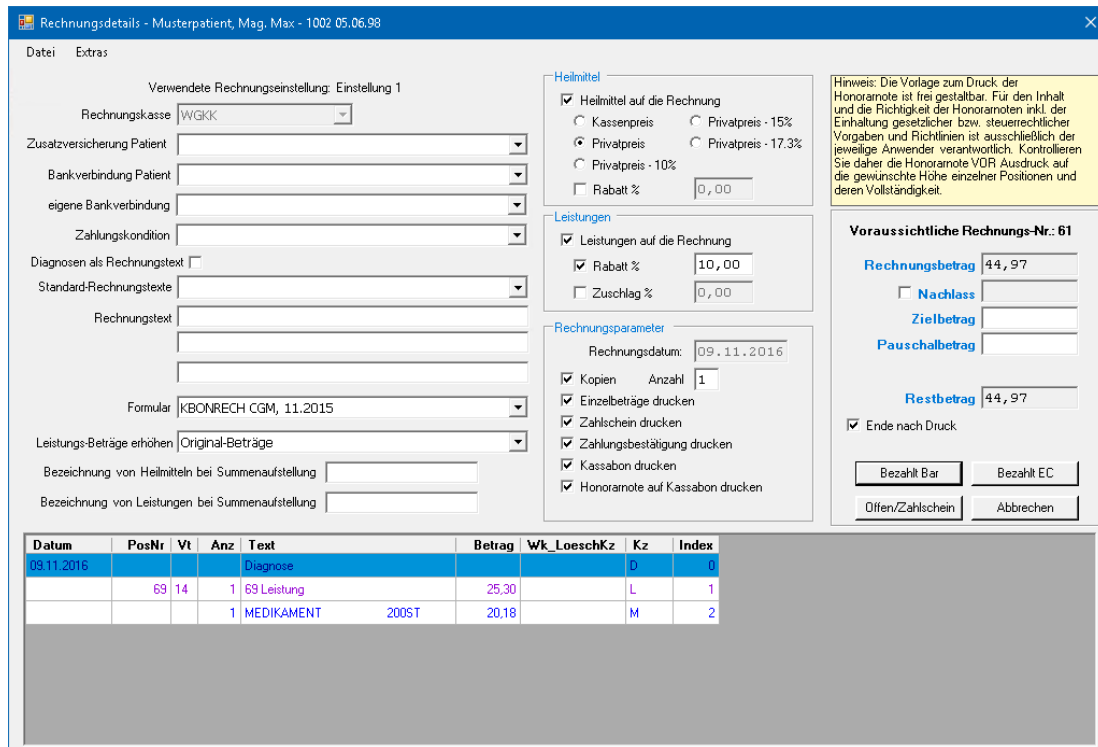 Rechnungsdetails - Musterpatient, Mag. Max - 1002 05.06.98
Datei Extras
Verwendete Rechnungseinstellung: Einstellung 1
Rechnungskasse WGKK
Zusatzversicherung Patient
Bankverbindung Patient
eigene Bankverbindung
Zahlungskondition
Diagnosen als Rechnungstext
Standard-Rechnungstexte
Rechnungstext
Formular KBONRECH CGM, 11.2015
Leistungs-Beträge erhöhen Original-Beträge
Bezeichnung von Heilmitteln bei Summenaufstellung
Bezeichnung von Leistungen bei Summenaufstellung
Heilmittel
Heilmittel auf die Rechnung
Kassenpreis Privatpreis - 15%
Privatpreis Privatpreis - 17.3%
Privatpreis - 10%
Rabatt % 0,00
Leistungen
Leistungen auf die Rechnung
Rabatt % 10,00
Zuschlag % 0,00
Rechnungsparameter
Rechnungsdatum: 09.11.2016
Kopien Anzahl 1
Einzelbeträge drucken
Zahlschein drucken
Zahlungsbestätigung drucken
Kassabon drucken
Honorarnote auf Kassabon drucken
Hinweis: Die Vorlage zum Druck der
Honorarnote ist frei gestaltbar. Für den Inhalt
und die Richtigkeit der Honorarnoten inkl. der
Einhaltung gesetzlicher bzw. steuerrechtlicher
Vorgaben und Richtlinien ist ausschließlich der
jeweilige Anwender verantwortlich. Kontrollieren
Sie daher die Honorarnote VOR Ausdruck auf
die gewünschte Höhe einzelner Positionen und
deren Vollständigkeit.
Voraussichtliche Rechnungs-Nr.: 61
Rechnungsbetrag 44,97
Nachlass
Zielbetrag
Pauschalbetrag
Restbetrag 44,97
Ende nach Druck
Bezahlt Bar Bezahlt EC
Offen/Zahlschein Abbrechen
Datum PosNr Vt Anz Text Betrag Wk_LoeschKz Kz Index
09.11.2016 Diagnose D 0
69 14 1 69 Leistung 25,30 L 1
1 MEDIKAMENT 200ST 20,18 M 2